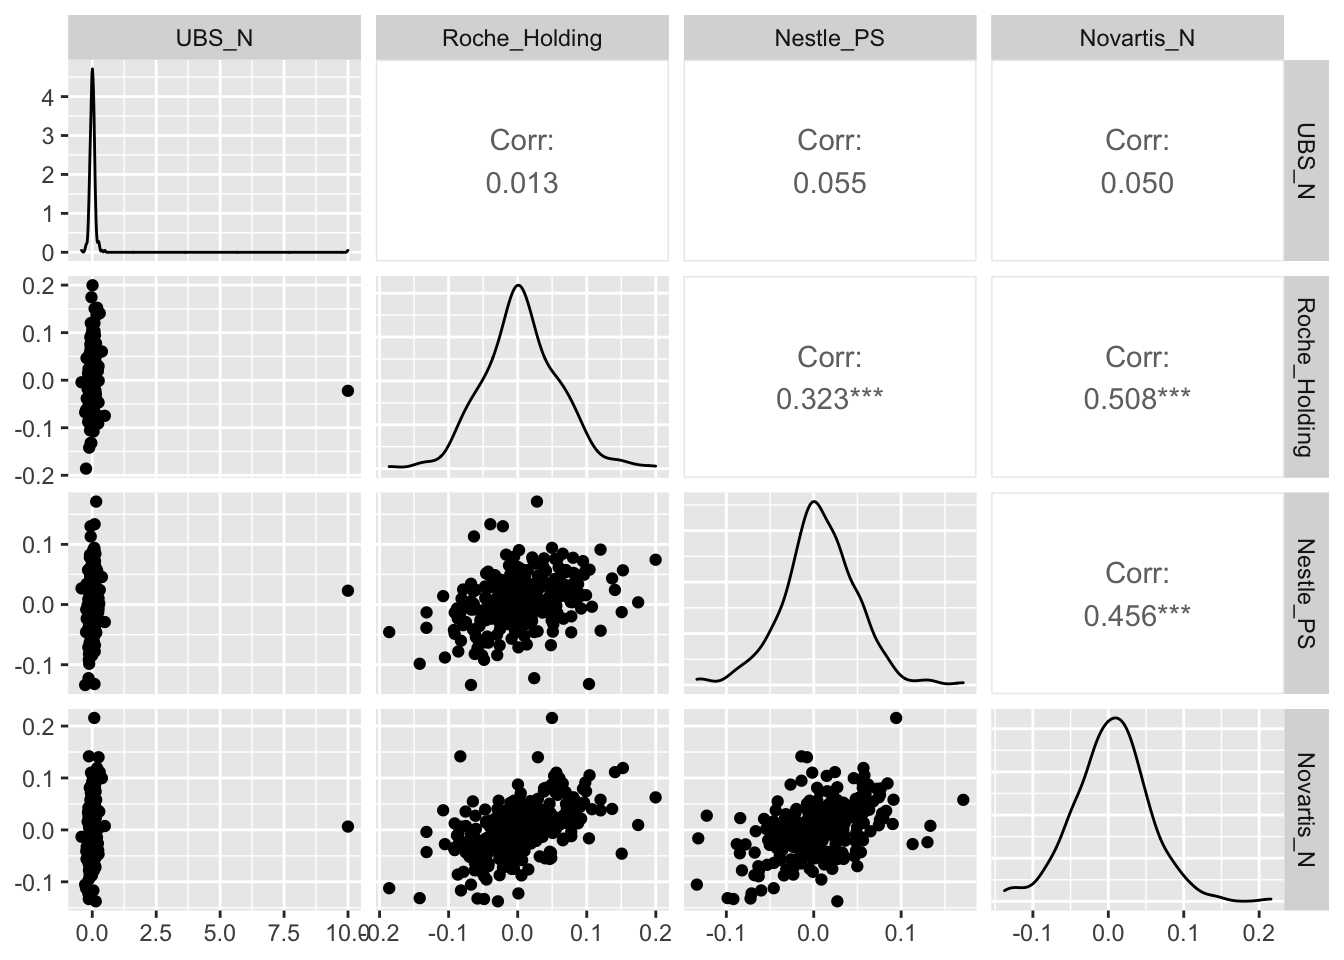 UBS_N
Roche_Holding
Nestle_PS
Novartis_N
4
3
2
1
0
Corr:
0.013
Corr:
0.055
Corr:
0.050
UBS_N
0.2
0.1
0.0
-0.1
-0.2
Corr:
0.323***
Corr:
0.508***
Roche_Holding
0.1
0.0
-0.1
Corr:
0.456***
Nestle_PS
0.2
0.1
0.0
-0.1
Novartis_N
0.0 2.5 5.0 7.5 10.0
-0.2 -0.1 0.0 0.1 0.2
-0.1 0.0 0.1
-0.1 0.0 0.1 0.2